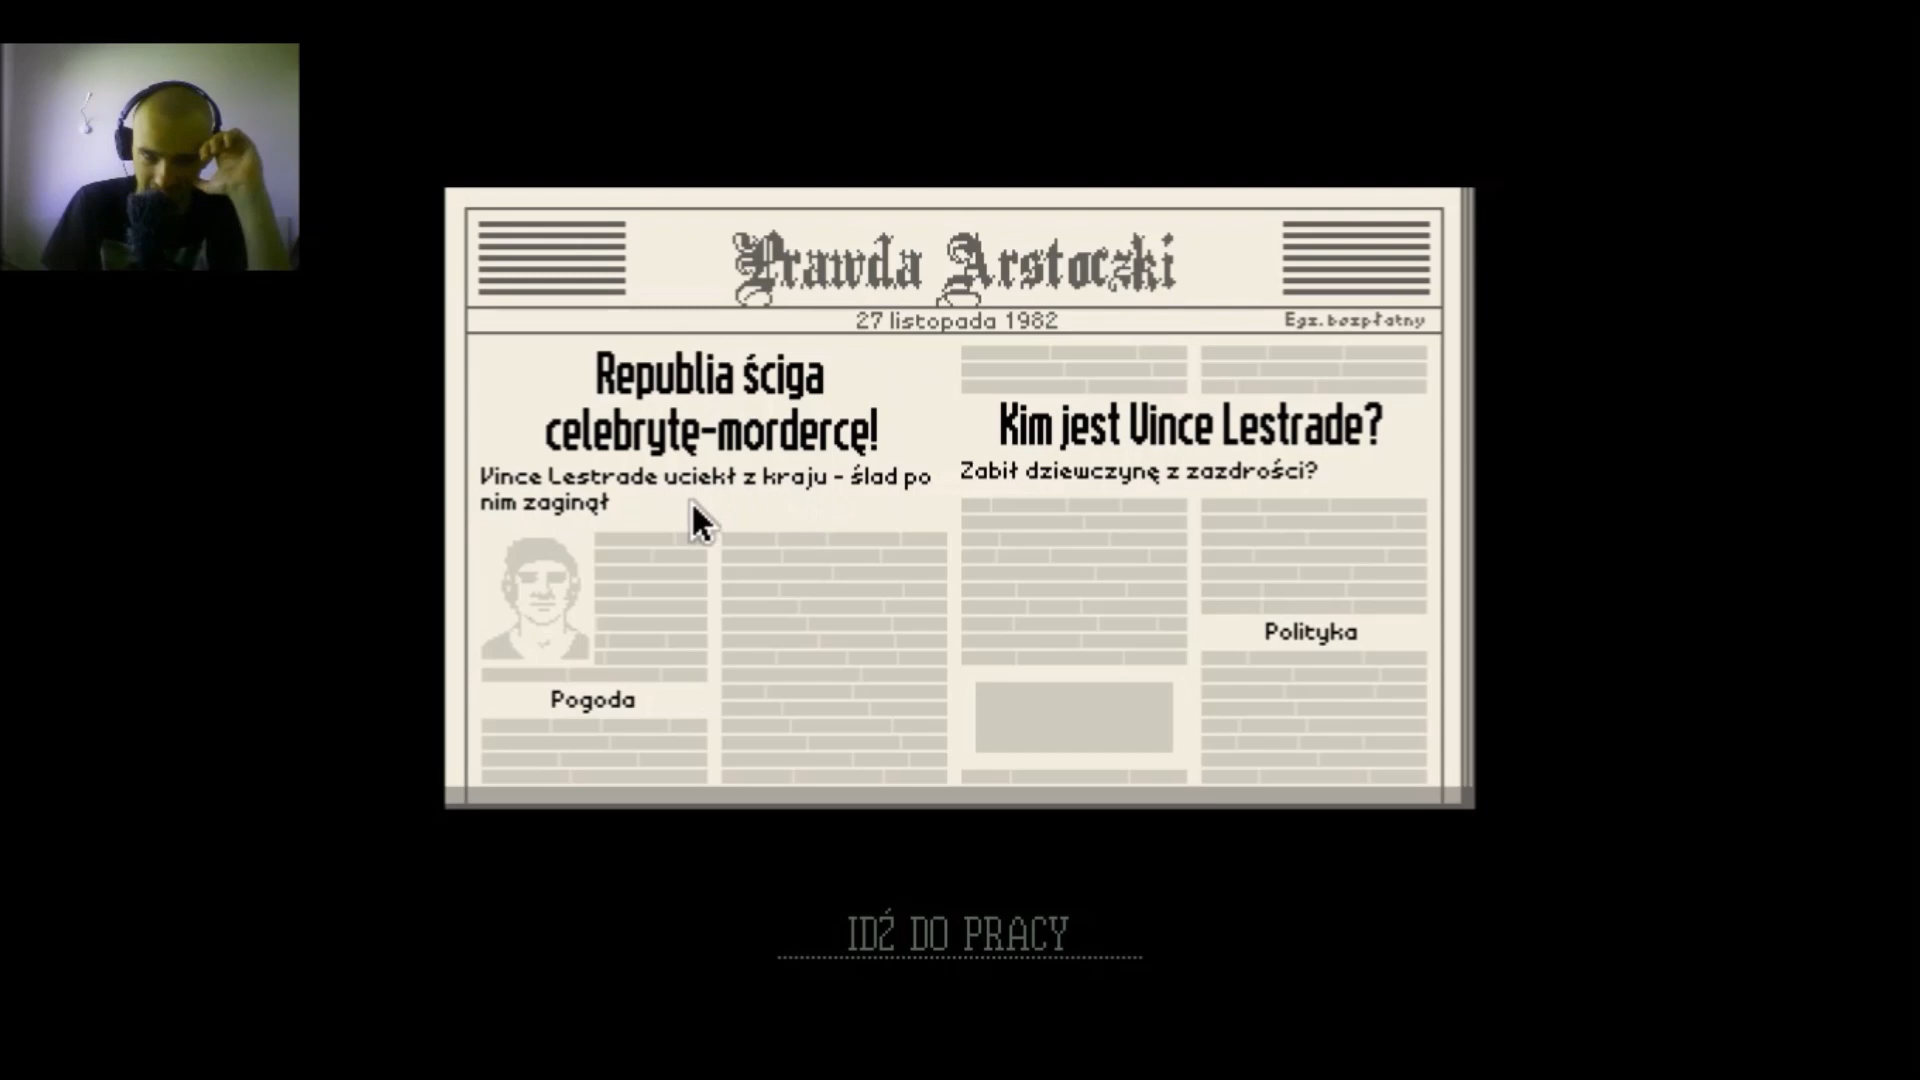 Prawda Arstoczki
27 listopada 1982
Egz. bezpłatny
Republia ściga
celebrytę-mordercę!
Vince Lestrade uciekł z kraju - ślad po
nim zaginął
Pogoda
Kim jest Vince Lestrade?
Zabił dziewczynę z zazdrości?
Polityka
IDŹ DO PRACY